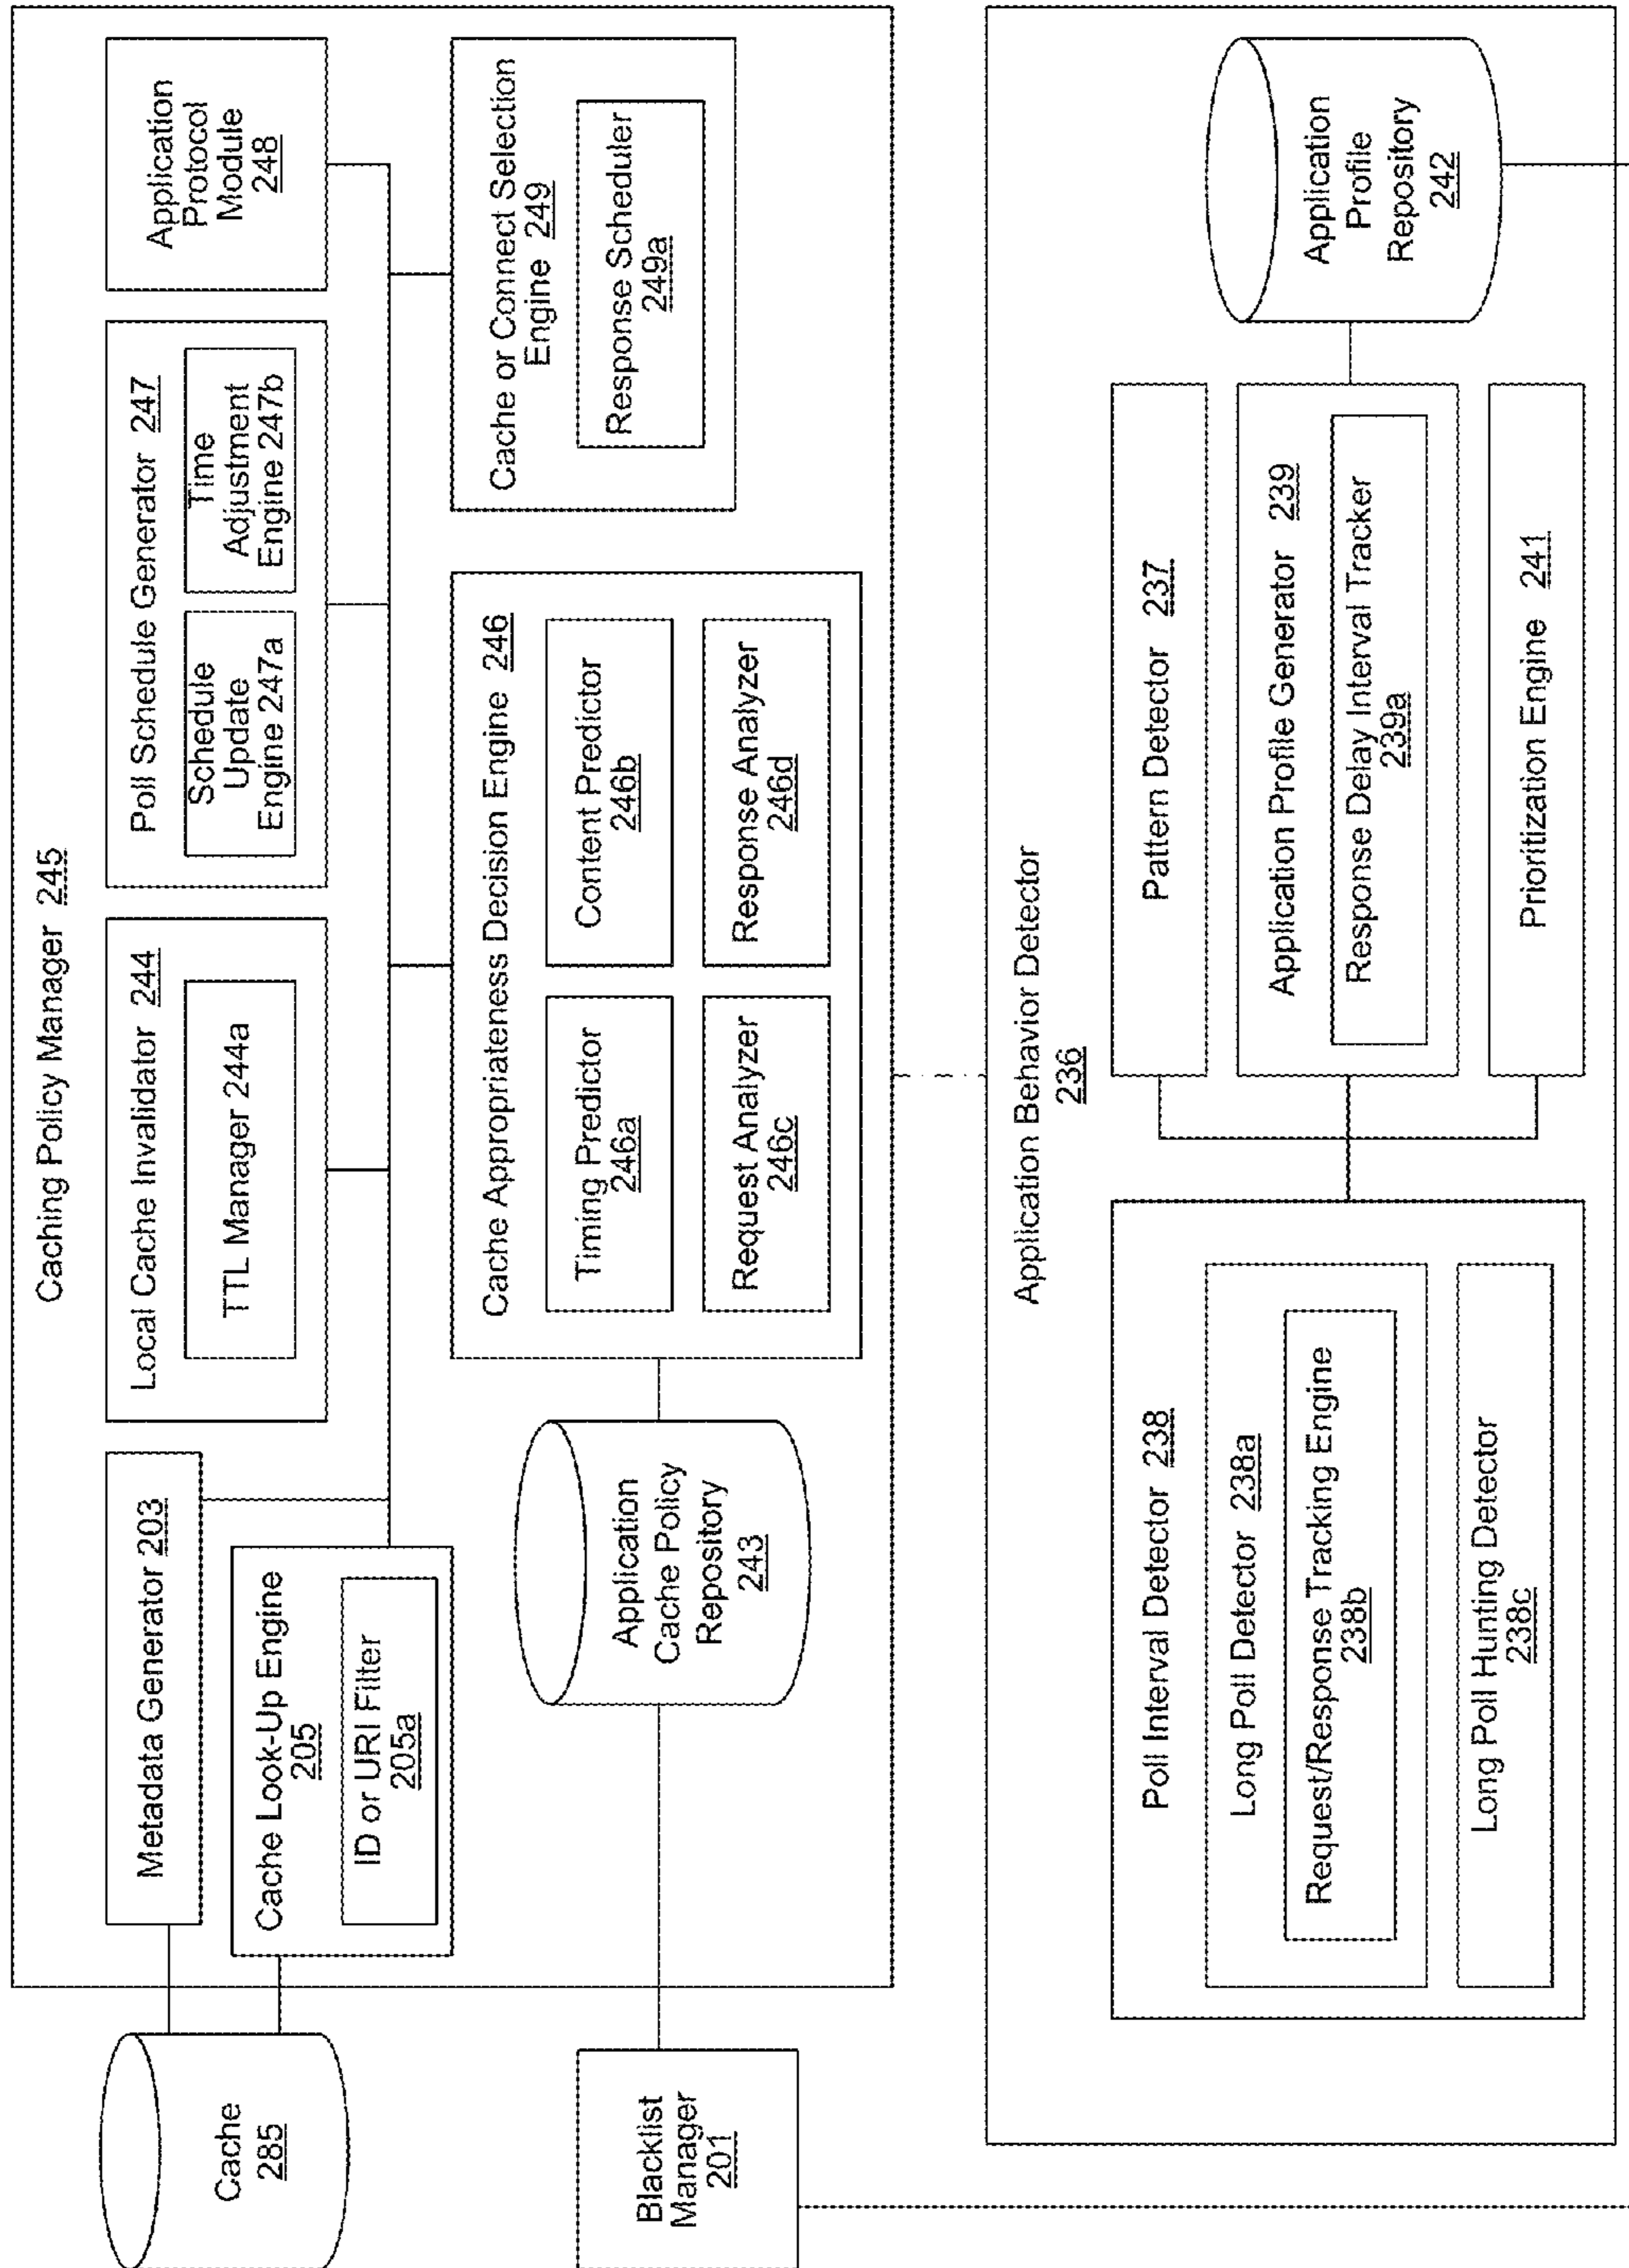 Caching Policy Manager 245
Metadata Generator 203
Local Cache Invalidator 244
TTL Manager 244a
Poll Schedule Generator 247
Schedule
Update
Engine 247a
Time
Adjustment
Engine 247b
Application
Protocol
Module
248
Cache
285
Cache Look-Up Engine
205
ID or URI Filter
205a
Cache Appropriateness Decision Engine 246
Timing Predictor
246a
Content Predictor
246b
Request Analyzer
246c
Response Analyzer
246d
Cache or Connect Selection
Engine 249
Response Scheduler
249a
Application
Cache Policy
Repository
243
Blacklist
Manager
201
Application Behavior Detector
236
Poll Interval Detector 238
Long Poll Detector 238a
Request/Response Tracking Engine
238b
Long Poll Hunting Detector
238c
Pattern Detector 237
Application Profile Generator 239
Response Delay Interval Tracker
239a
Prioritization Engine 241
Application
Profile
Repository
242